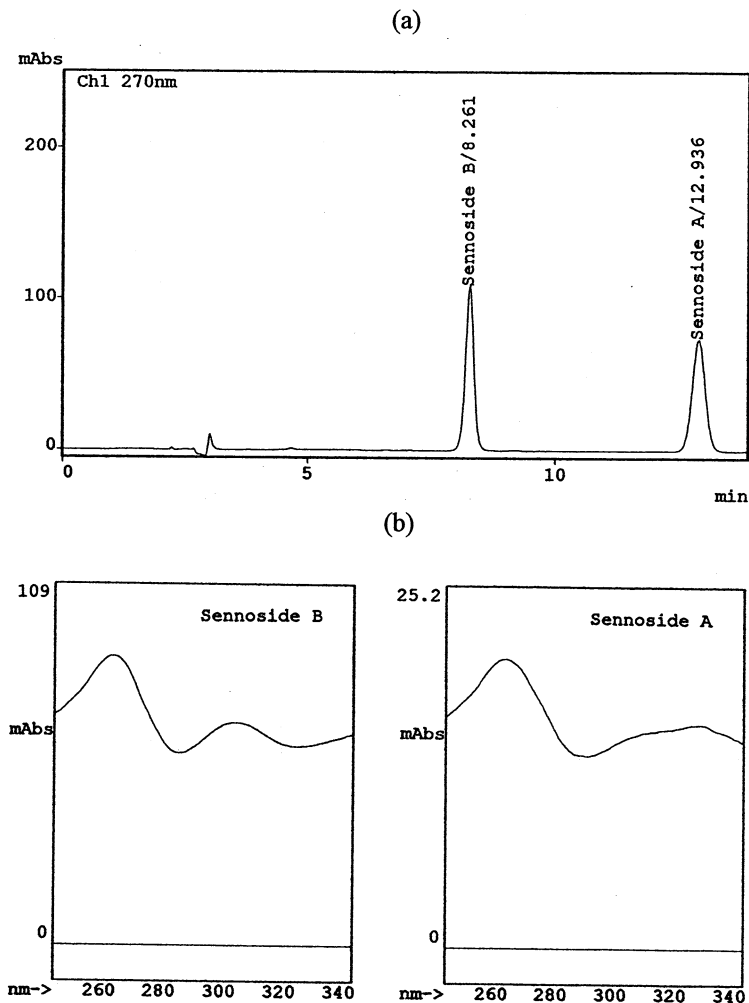 (a)
mAbs
Ch1 270nm
200
100
0
Sennoside B/8.261
Sennoside A/12.936
0 5 10
min
(b)
109
Sennoside B
mAbs
0
nm-> 260 280 300 320 340
25.2
Sennoside A
mAbs
0
nm-> 260 280 300 320 340